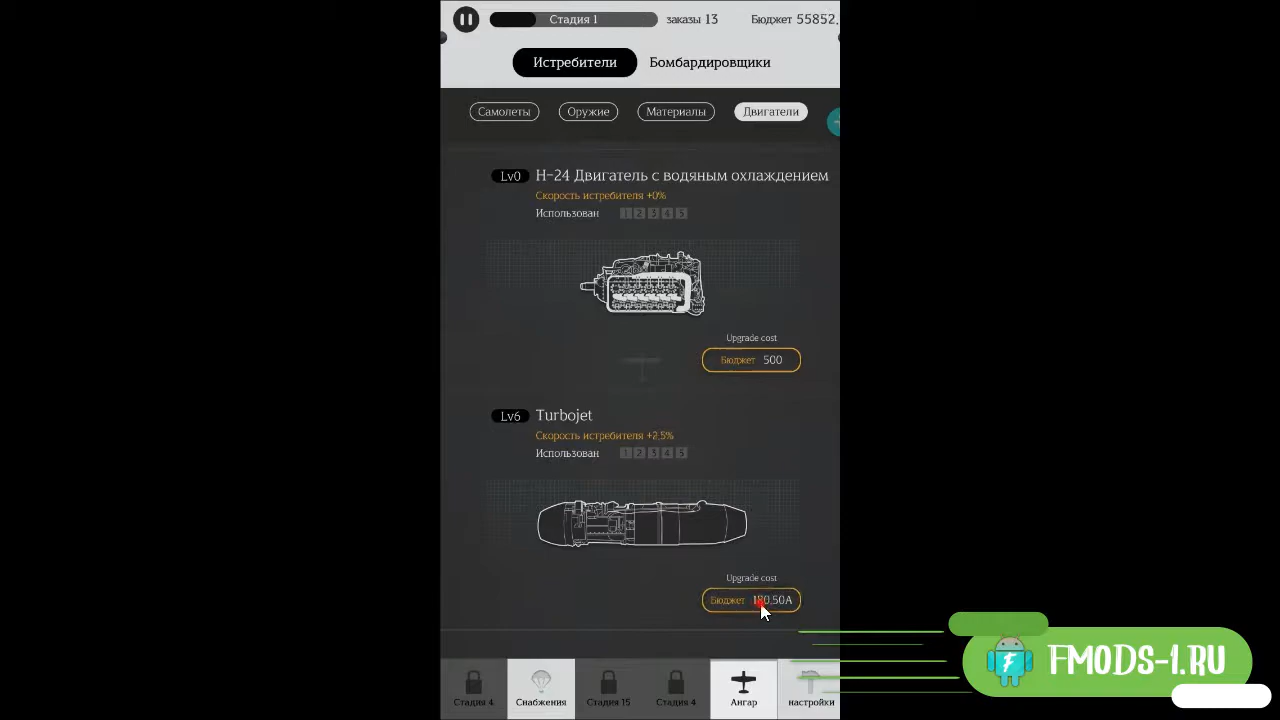 Стадия 1 заказы 13 Бюджет 55852.
Истребители Бомбардировщики
Самолеты Оружие Материалы Двигатели
Lv0 H-24 Двигатель с водяным охлаждением
Скорость истребителя +0%
Использован 1 2 3 4 5
Upgrade cost
Бюджет 500
Lv6 Turbojet
Скорость истребителя +2,5%
Использован 1 2 3 4 5
Upgrade cost
Бюджет 180,50A
FMODS-1.RU
Стадия 4 Снабжения Стадия 15 Стадия 4 Ангар настройки